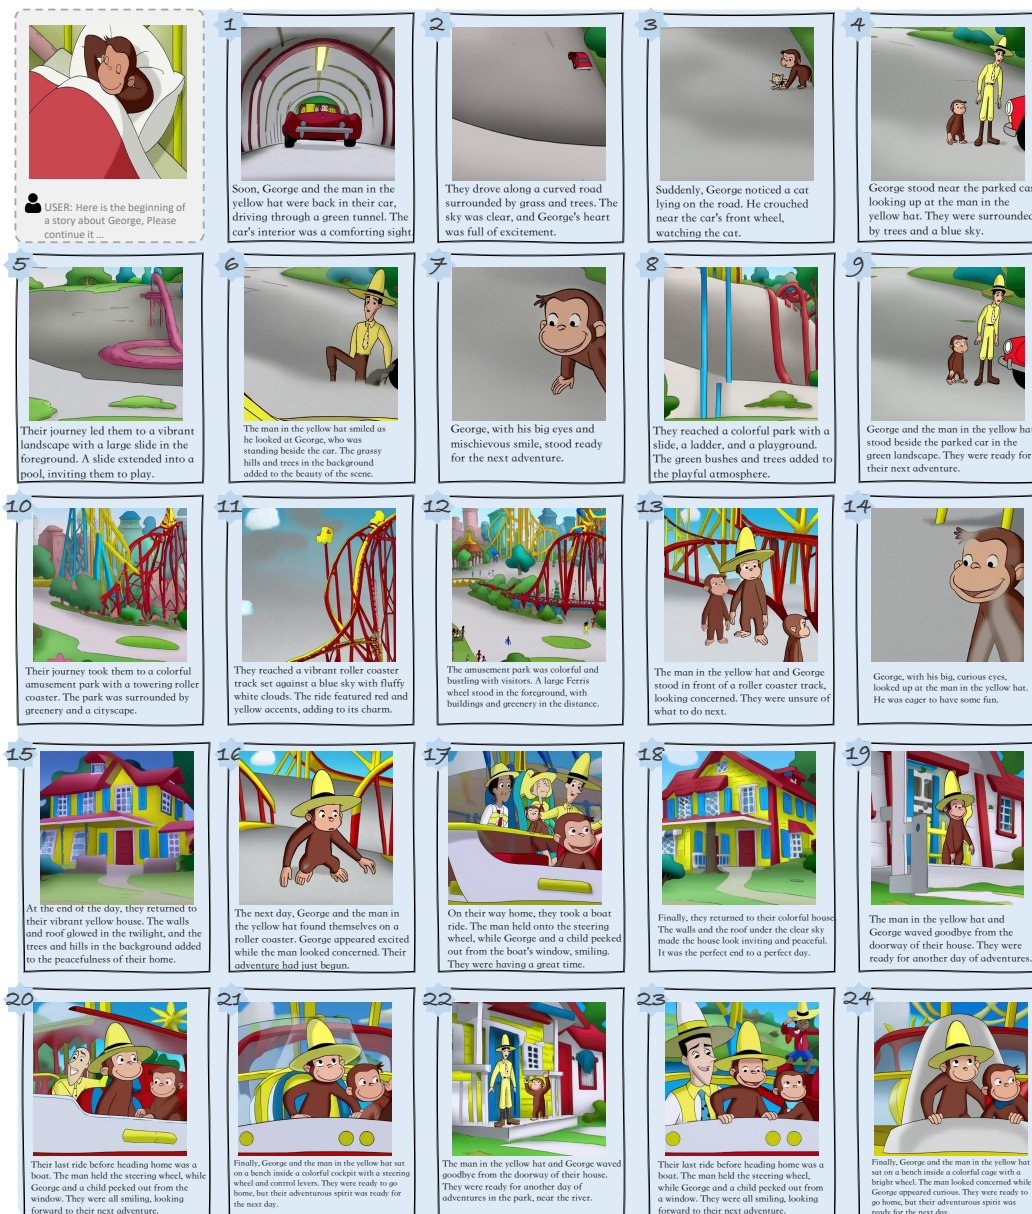 USER: Here is the beginning of
a story about George, Please
continue it ...
1
Soon, George and the man in the
yellow hat were back in their car,
driving through a green tunnel. The
car's interior was a comforting sight.
2
They drove along a curved road
surrounded by grass and trees. The
sky was clear, and George's heart
was full of excitement.
3
Suddenly, George noticed a cat
lying on the road. He crouched
near the car's front wheel,
watching the cat.
4
George stood near the parked car
looking up at the man in the
yellow hat. They were surrounded
by trees and a blue sky.
5
Their journey led them to a vibrant
landscape with a large slide in the
foreground. A slide extended into a
pool, inviting them to play.
6
The man in the yellow hat smiled as
he looked at George, who was
standing beside the car. The grassy
hills and trees in the background
added to the beauty of the scene.
7
George, with his big eyes and
mischievous smile, stood ready
for the next adventure.
8
They reached a colorful park with a
slide, a ladder, and a playground.
The green bushes and trees added to
the playful atmosphere.
9
George and the man in the yellow hat
stood beside the parked car in the
green landscape. They were ready for
their next adventure.
10
Their journey took them to a colorful
amusement park with a towering roller
coaster. The park was surrounded by
greenery and a cityscape.
11
They reached a vibrant roller coaster
track set against a blue sky with fluffy
white clouds. The ride featured red and
yellow accents, adding to its charm.
12
The amusement park was colorful and
bustling with visitors. A large Ferris
wheel stood in the foreground, with
buildings and greenery in the distance.
13
The man in the yellow hat and George
stood in front of a roller coaster track,
looking concerned. They were unsure of
what to do next.
14
George, with his big, curious eyes,
looked up at the man in the yellow hat.
He was eager to have some fun.
15
At the end of the day, they returned to
their vibrant yellow house. The walls
and roof glowed in the twilight, and the
trees and hills in the background added
to the peacefulness of their home.
16
The next day, George and the man in
the yellow hat found themselves on a
roller coaster. George appeared excited
while the man looked concerned. Their
adventure had just begun.
17
On their way home, they took a boat
ride. The man held onto the steering
wheel, while George and a child peeked
out from the boat's window, smiling.
They were having a great time.
18
Finally, they returned to their colorful house.
The walls and the roof under the clear sky
made the house look inviting and peaceful.
It was the perfect end to a perfect day.
19
The man in the yellow hat and
George waved goodbye from the
doorway of their house. They were
ready for another day of adventures.
20
Their last ride before heading home was a
boat. The man held the steering wheel, while
George and a child peeked out from the
window. They were all smiling, looking
forward to their next adventure.
21
Finally, George and the man in the yellow hat sat
on a bench inside a colorful cockpit with a steering
wheel and control levers. They were ready to go
home, but their adventurous spirit was ready for
the next day.
22
The man in the yellow hat and George waved
goodbye from the doorway of their house.
They were ready for another day of
adventures in the park, near the river.
23
Their last ride before heading home was a
boat. The man held the steering wheel,
while George and a child peeked out from
a window. They were all smiling, looking
forward to their next adventure.
24
Finally, George and the man in the yellow hat
sat on a bench inside a colorful cage with a
bright wheel. The man looked concerned while
George appeared curious. They were ready to
go home, but their adventurous spirit was
ready for the next day.